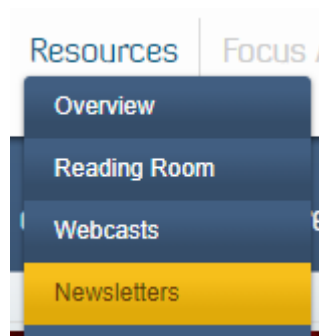 Resources Focus
Overview
Reading Room
Webcasts
Newsletters